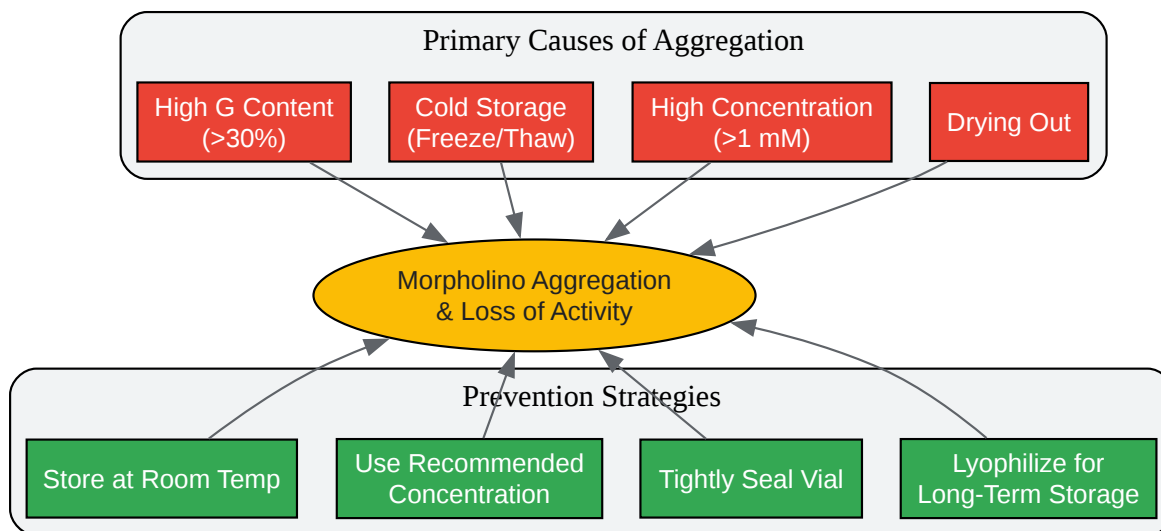 Primary Causes of Aggregation
High G Content
(>30%)
Cold Storage
(Freeze/Thaw)
High Concentration
(>1 mM)
Drying Out
Morpholino Aggregation
& Loss of Activity
Prevention Strategies
Store at Room Temp
Use Recommended
Concentration
Tightly Seal Vial
Lyophilize for
Long-Term Storage